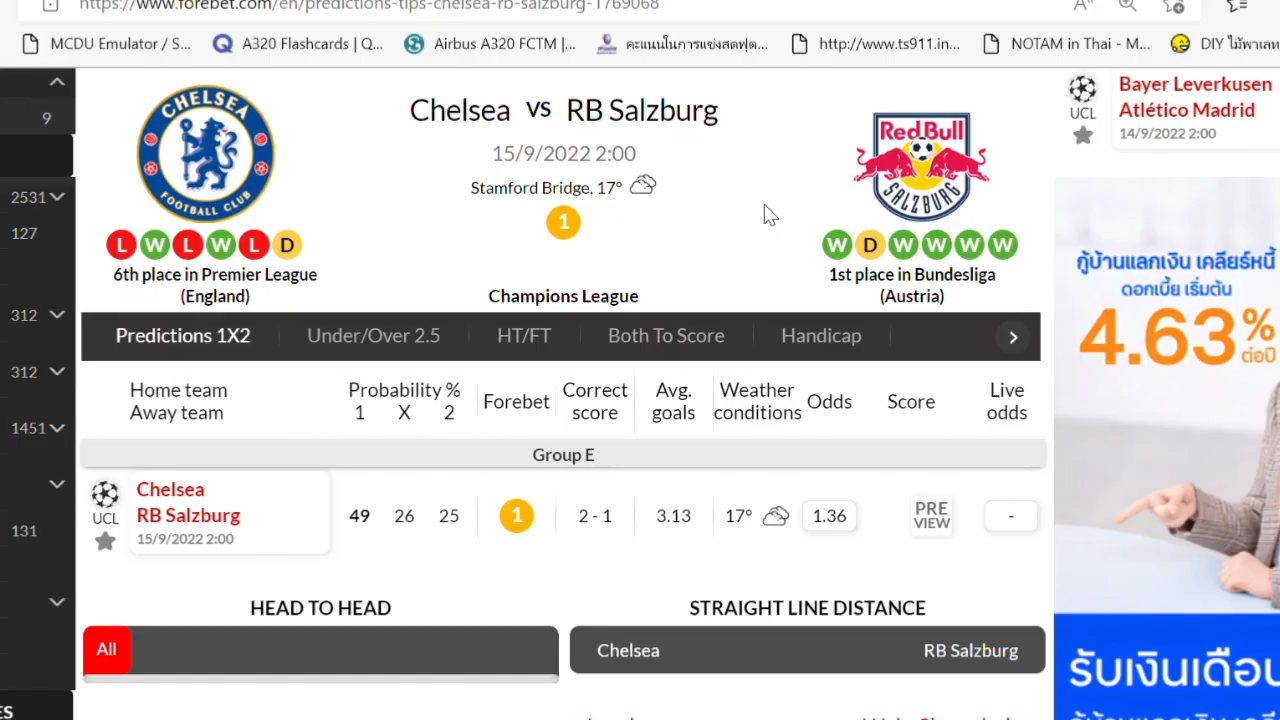 https://www.forebet.com/en/predictions-tips-chelsea-rb-salzburg-1769068
MCDU Emulator / S...
A320 Flashcards | Q...
Airbus A320 FCTM |...
คะแนนในการแข่งสดฟุต...
http://www.ts911.in...
NOTAM in Thai - M...
DIY ไม้พาเลท
9
2531
127
312
312
1451
131
CHELSEA
FOOTBALL CLUB
Chelsea vs RB Salzburg
15/9/2022 2:00
Stamford Bridge, 17°
1
Red Bull
SALZBURG
L W L W L D
W D W W W W
6th place in Premier League
(England)
1st place in Bundesliga
(Austria)
Champions League
Predictions 1X2
Under/Over 2.5
HT/FT
Both To Score
Handicap
Home team
Away team
Probability %
1 X 2
Forebet
Correct
score
Avg.
goals
Weather
conditions
Odds
Score
Live
odds
Group E
UCL
Chelsea
RB Salzburg
15/9/2022 2:00
49 26 25
1
2 - 1
3.13
17°
1.36
PRE
VIEW
-
HEAD TO HEAD
STRAIGHT LINE DISTANCE
All
Chelsea
RB Salzburg
UCL
Bayer Leverkusen
Atlético Madrid
14/9/2022 2:00
กู้บ้านแลกเงิน เคลียร์หนี้
ดอกเบี้ย เริ่มต้น
4.63%
ต่อปี
รับเงินเดือน